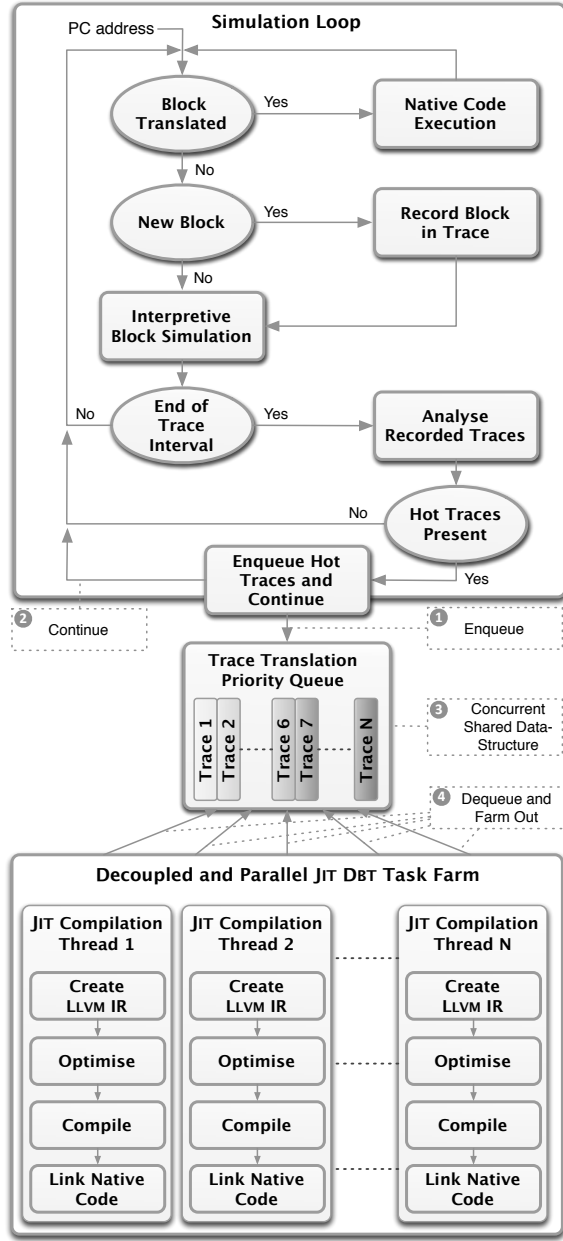 Simulation Loop
PC address
Block
Translated
Yes
Native Code
Execution
No
New Block
Yes
Record Block
in Trace
No
Interpretive
Block Simulation
No
End of
Trace
Interval
Yes
Analyse
Recorded Traces
No
Hot Traces
Present
Yes
Enqueue Hot
Traces and
Continue
2
Continue
1
Enqueue
Trace Translation
Priority Queue
Trace 1
Trace 2
Trace 6
Trace 7
Trace N
3
Concurrent
Shared Data-
Structure
4
Dequeue and
Farm Out
Decoupled and Parallel JIT DBT Task Farm
JIT Compilation
Thread 1
Create
LLVM IR
Optimise
Compile
Link Native
Code
JIT Compilation
Thread 2
Create
LLVM IR
Optimise
Compile
Link Native
Code
JIT Compilation
Thread N
Create
LLVM IR
Optimise
Compile
Link Native
Code